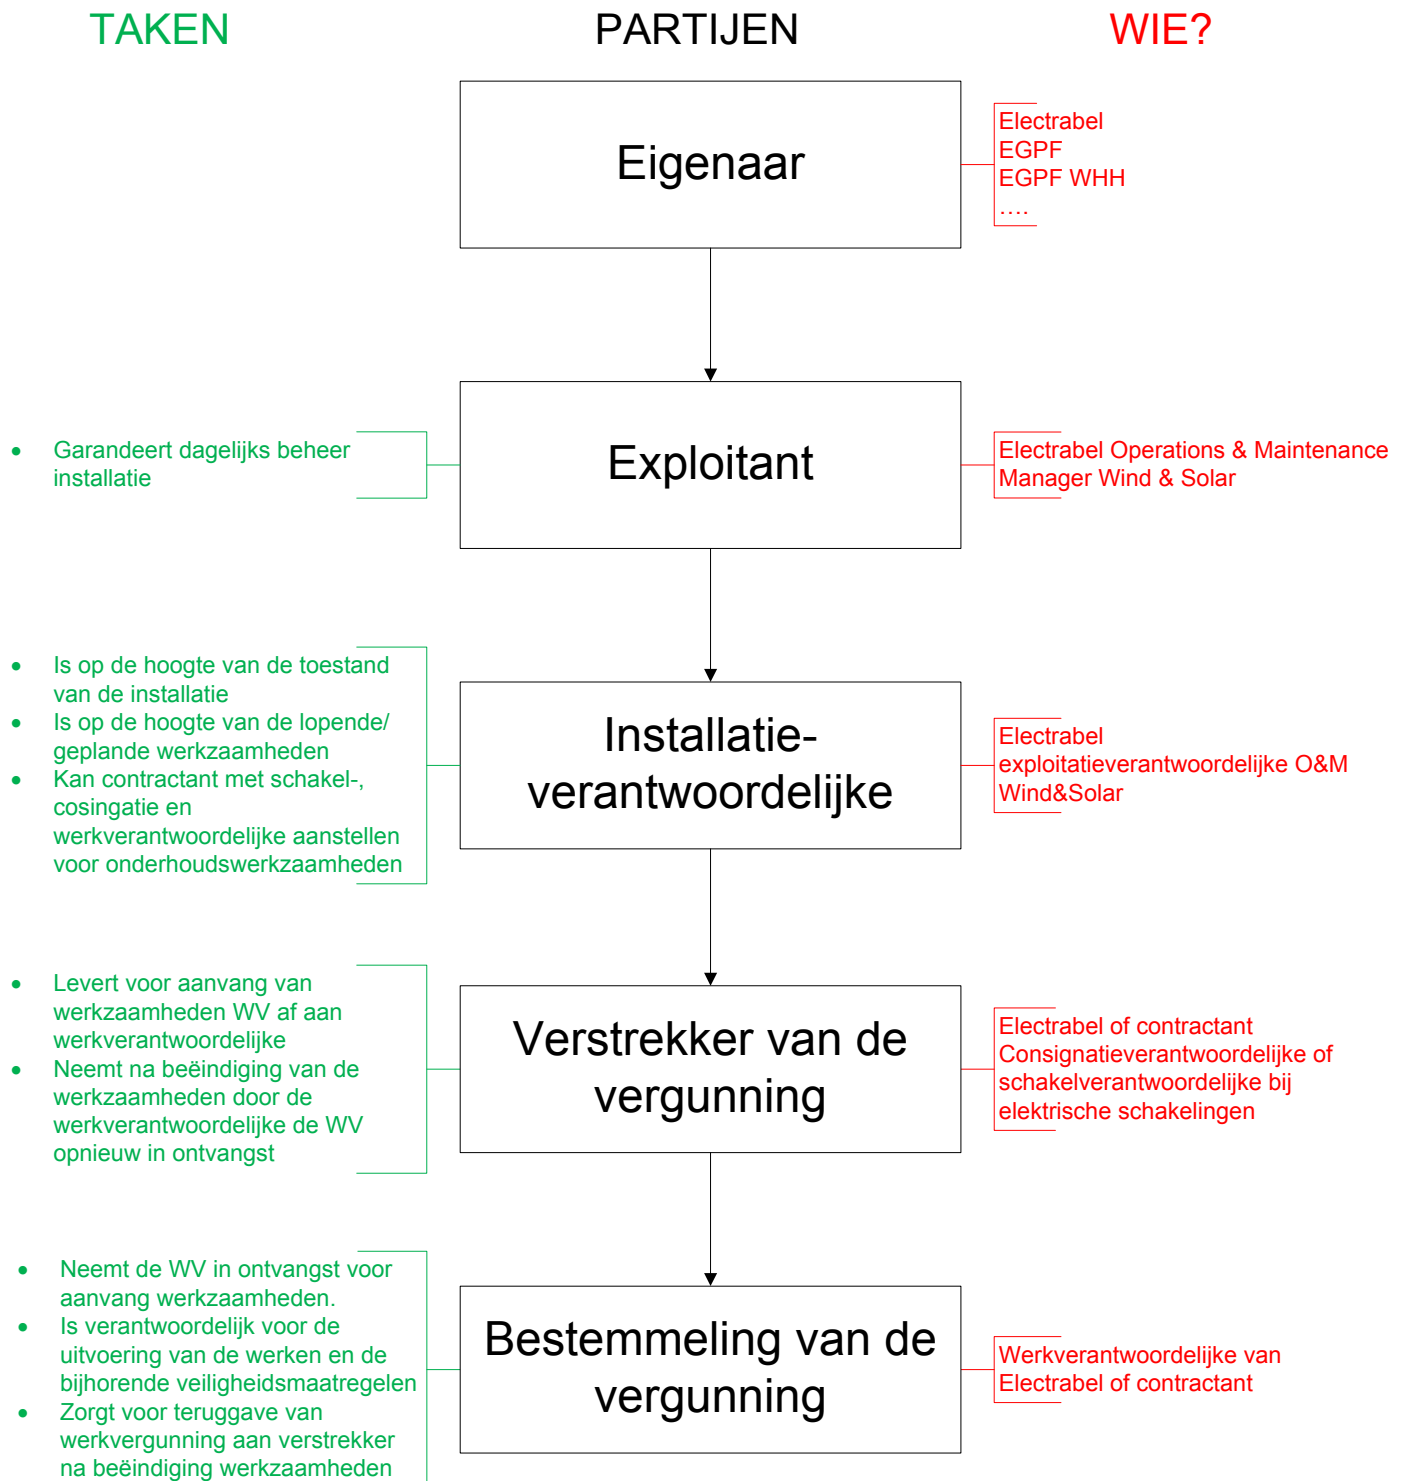 TAKEN
PARTIJEN
WIE?
Eigenaar
Electrabel
EGPF
EGPF WHH
….
• Garandeert dagelijks beheer
installatie
Exploitant
Electrabel Operations & Maintenance
Manager Wind & Solar
• Is op de hoogte van de toestand
van de installatie
• Is op de hoogte van de lopende/
geplande werkzaamheden
• Kan contractant met schakel-,
cosingatie en
werkverantwoordelijke aanstellen
voor onderhoudswerkzaamheden
Installatie-
verantwoordelijke
Electrabel
exploitatieverantwoordelijke O&M
Wind&Solar
• Levert voor aanvang van
werkzaamheden WV af aan
werkverantwoordelijke
• Neemt na beëindiging van de
werkzaamheden door de
werkverantwoordelijke de WV
opnieuw in ontvangst
Verstrekker van de
vergunning
Electrabel of contractant
Consignatieverantwoordelijke of
schakelverantwoordelijke bij
elektrische schakelingen
• Neemt de WV in ontvangst voor
aanvang werkzaamheden.
• Is verantwoordelijk voor de
uitvoering van de werken en de
bijhorende veiligheidsmaatregelen
• Zorgt voor teruggave van
werkvergunning aan verstrekker
na beëindiging werkzaamheden
Bestemmeling van de
vergunning
Werkverantwoordelijke van
Electrabel of contractant